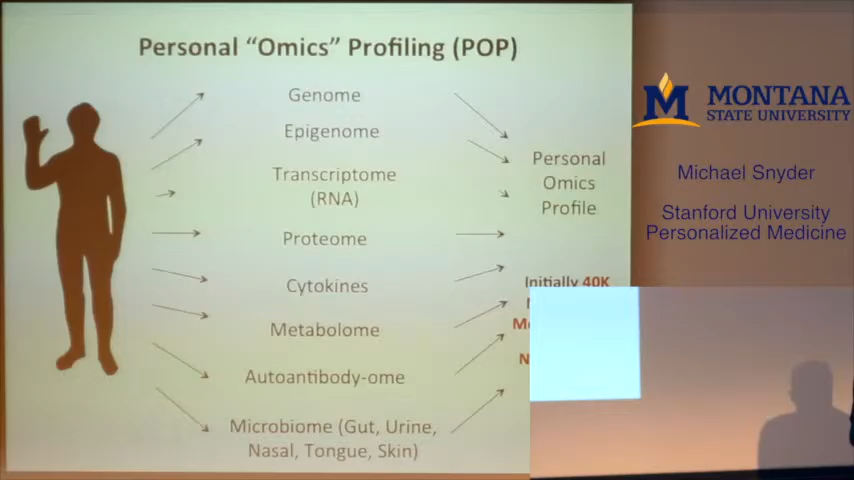 Personal “Omics” Profiling (POP)
Genome
Epigenome
Transcriptome
(RNA)
Proteome
Cytokines
Metabolome
Autoantibody-ome
Microbiome (Gut, Urine,
Nasal, Tongue, Skin)
Personal
Omics
Profile
Initially 40K
MONTANA
STATE UNIVERSITY
Michael Snyder
Stanford University
Personalized Medicine